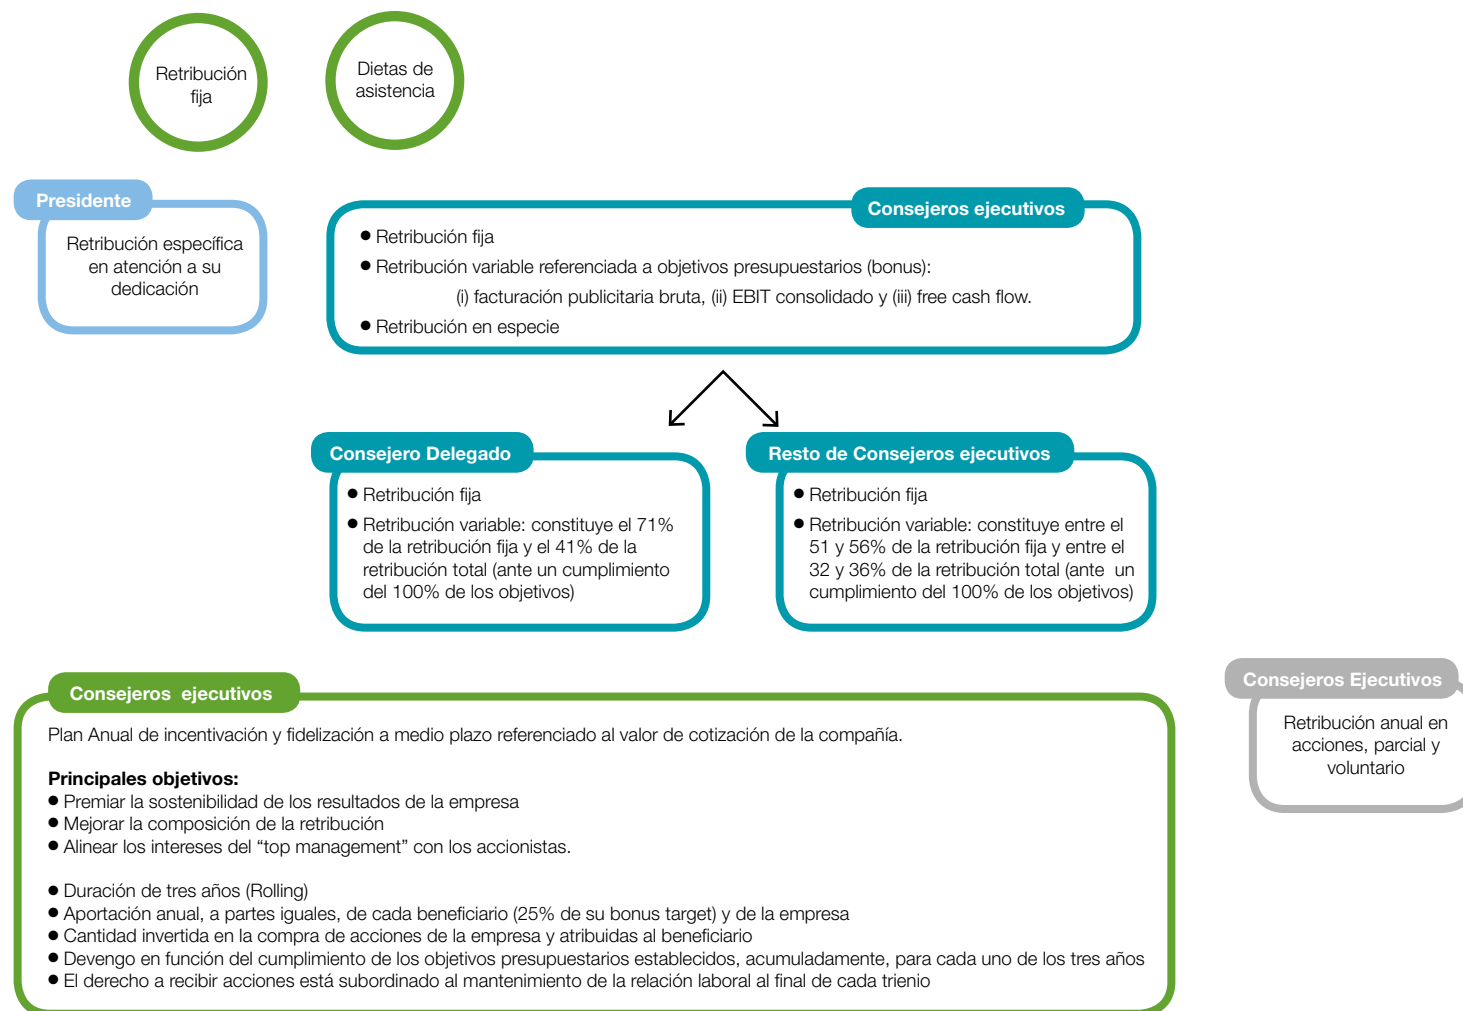 Retribución
fija
Dietas de
asistencia
Presidente
Retribución específica
en atención a su
dedicación
Consejeros ejecutivos
● Retribución fija
● Retribución variable referenciada a objetivos presupuestarios (bonus):
(i) facturación publicitaria bruta, (ii) EBIT consolidado y (iii) free cash flow.
● Retribución en especie
Consejero Delegado
● Retribución fija
● Retribución variable: constituye el 71%
de la retribución fija y el 41% de la
retribución total (ante un cumplimiento
del 100% de los objetivos)
Resto de Consejeros ejecutivos
● Retribución fija
● Retribución variable: constituye entre el
51 y 56% de la retribución fija y entre el
32 y 36% de la retribución total (ante un
cumplimiento del 100% de los objetivos)
Consejeros ejecutivos
Plan Anual de incentivación y fidelización a medio plazo referenciado al valor de cotización de la compañía.
Principales objetivos:
● Premiar la sostenibilidad de los resultados de la empresa
● Mejorar la composición de la retribución
● Alinear los intereses del “top management” con los accionistas.
● Duración de tres años (Rolling)
● Aportación anual, a partes iguales, de cada beneficiario (25% de su bonus target) y de la empresa
● Cantidad invertida en la compra de acciones de la empresa y atribuidas al beneficiario
● Devengo en función del cumplimiento de los objetivos presupuestarios establecidos, acumuladamente, para cada uno de los tres años
● El derecho a recibir acciones está subordinado al mantenimiento de la relación laboral al final de cada trienio
Consejeros Ejecutivos
Retribución anual en
acciones, parcial y
voluntario